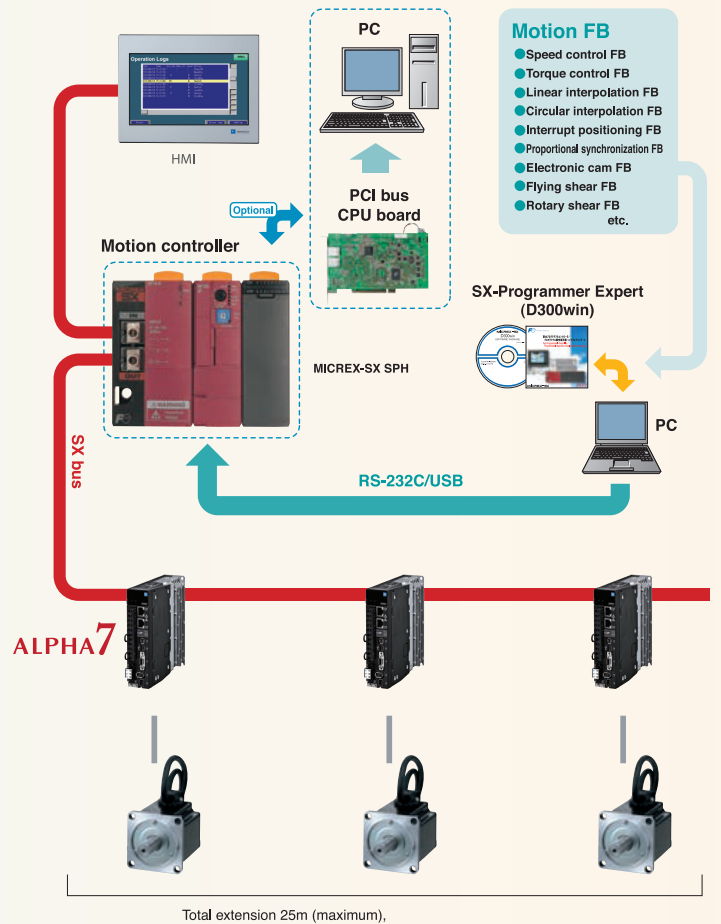 PC
Motion FB
●Speed control FB
●Torque control FB
●Linear interpolation FB
●Circular interpolation FB
●Interrupt positioning FB
●Proportional synchronization FB
●Electronic cam FB
●Flying shear FB
●Rotary shear FB
etc.
Operation Logs
HMI
Optional
PCI bus
CPU board
Motion controller
SX
WARNING
MICREX-SX SPH
SX-Programmer Expert
(D300win)
D300win
PC
SX bus
RS-232C/USB
ALPHA7
Total extension 25m (maximum),